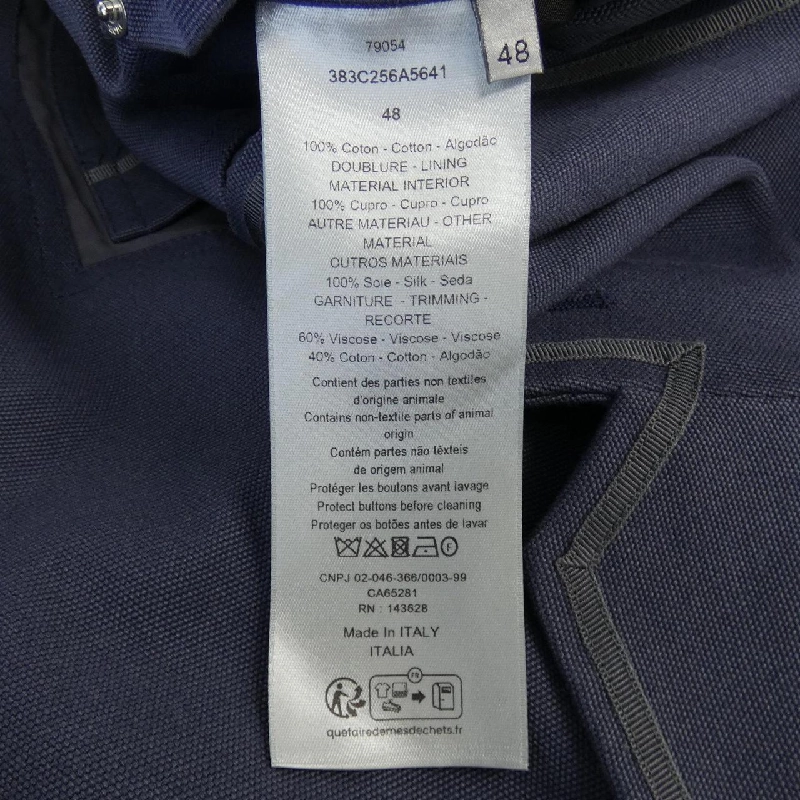 79054
383C256A5641
48
48
100% Coton - Cotton - Algodão
DOUBLURE - LINING
MATERIAL INTERIOR
100% Cupro - Cupro - Cupro
AUTRE MATERIAU - OTHER
MATERIAL
OUTROS MATERIAIS
100% Soie - Silk - Seda
GARNITURE - TRIMMING -
RECORTE
60% Viscose - Viscose - Viscose
40% Coton - Cotton - Algodão
Contient des parties non textiles
d'origine animale
Contains non-textile parts of animal
origin
Contém partes não têxteis
de origem animal
Protéger les boutons avant lavage
Protect buttons before cleaning
Proteger os botões antes de lavar
F
CNPJ 02-046-366/0003-99
CA65281
RN : 143628
Made In ITALY
ITALIA
FR
quefairedemesdechets.fr